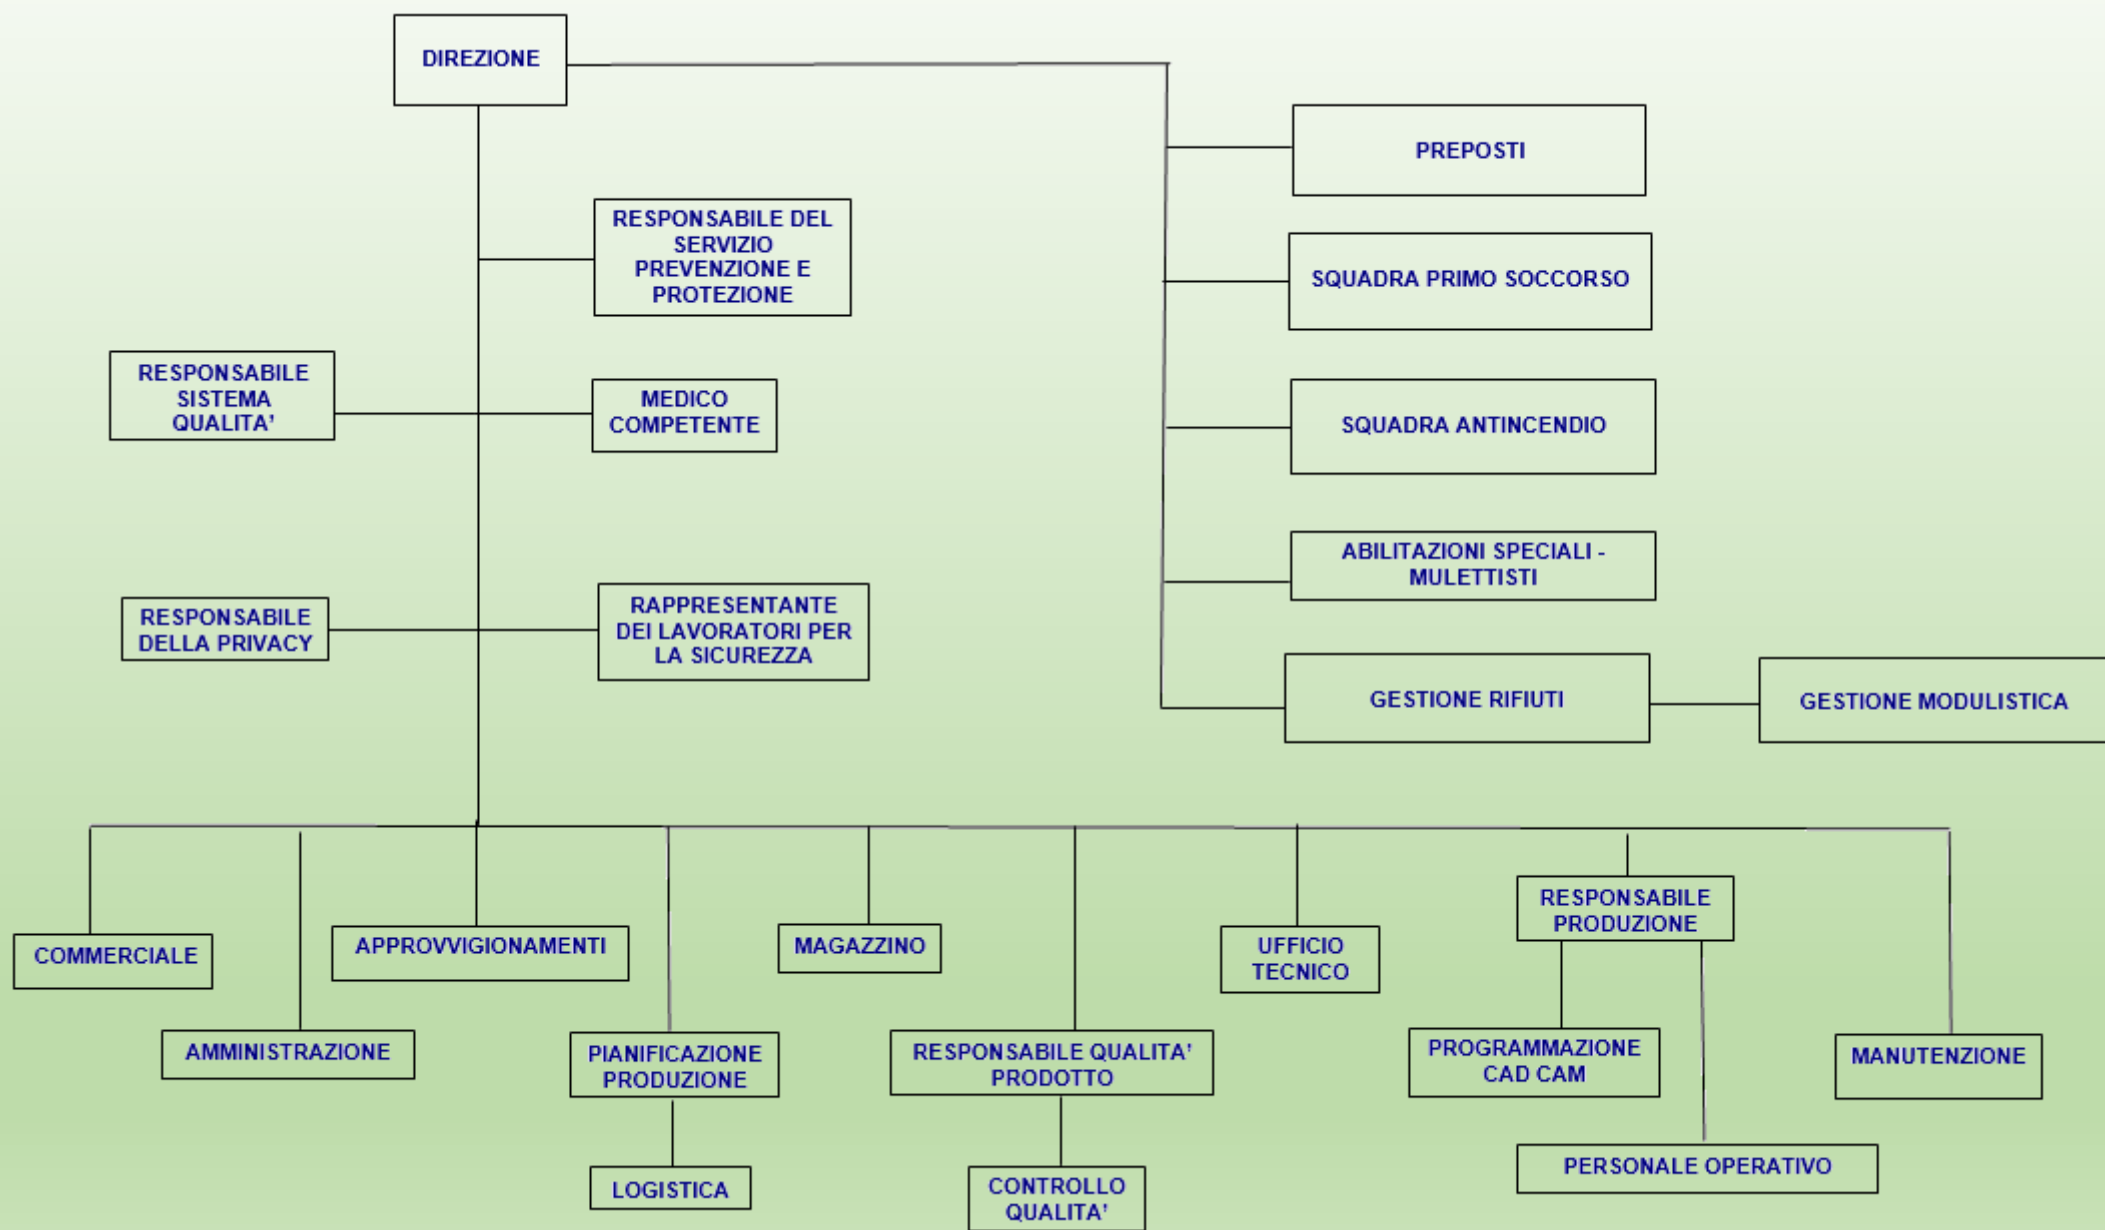 DIREZIONE
PREPOSTI
RESPONSABILE DEL
SERVIZIO
PREVENZIONE E
PROTEZIONE
SQUADRA PRIMO SOCCORSO
RESPONSABILE
SISTEMA
QUALITA'
MEDICO
COMPETENTE
SQUADRA ANTINCENDIO
ABILITAZIONI SPECIALI -
MULETTISTI
RESPONSABILE
DELLA PRIVACY
RAPPRESENTANTE
DEI LAVORATORI PER
LA SICUREZZA
GESTIONE RIFIUTI
GESTIONE MODULISTICA
COMMERCIALE
APPROVVIGIONAMENTI
MAGAZZINO
UFFICIO
TECNICO
RESPONSABILE
PRODUZIONE
AMMINISTRAZIONE
PIANIFICAZIONE
PRODUZIONE
RESPONSABILE QUALITA'
PRODOTTO
PROGRAMMAZIONE
CAD CAM
MANUTENZIONE
LOGISTICA
CONTROLLO
QUALITA'
PERSONALE OPERATIVO